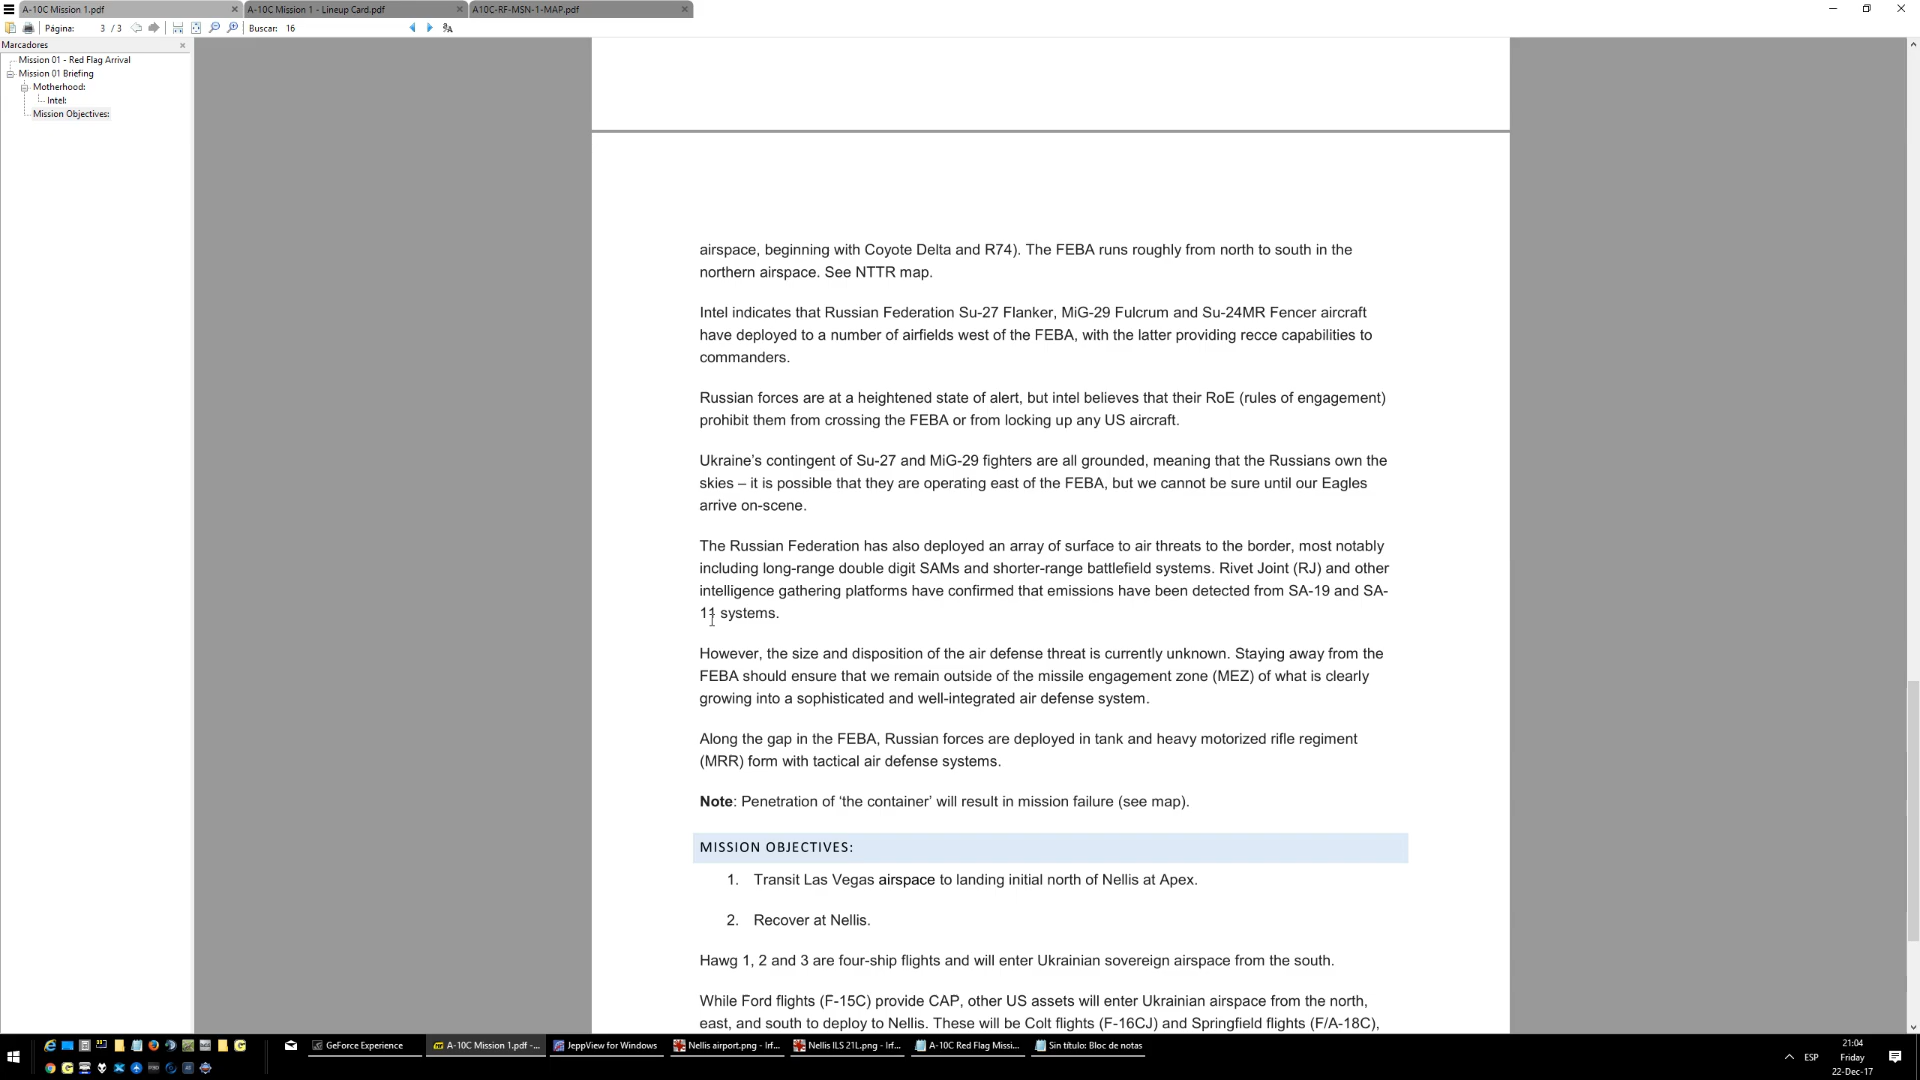 A-10C Mission 1.pdf
A-10C Mission 1 - Lineup Card.pdf
A10C-RF-MSN-1-MAP.pdf
Página: 3 / 3
Buscar: 16
Marcadores
Mission 01 - Red Flag Arrival
Mission 01 Briefing
Motherhood:
Intel:
Mission Objectives:
airspace, beginning with Coyote Delta and R74). The FEBA runs roughly from north to south in the
northern airspace. See NTTR map.
Intel indicates that Russian Federation Su-27 Flanker, MiG-29 Fulcrum and Su-24MR Fencer aircraft
have deployed to a number of airfields west of the FEBA, with the latter providing recce capabilities to
commanders.
Russian forces are at a heightened state of alert, but intel believes that their RoE (rules of engagement)
prohibit them from crossing the FEBA or from locking up any US aircraft.
Ukraine’s contingent of Su-27 and MiG-29 fighters are all grounded, meaning that the Russians own the
skies – it is possible that they are operating east of the FEBA, but we cannot be sure until our Eagles
arrive on-scene.
The Russian Federation has also deployed an array of surface to air threats to the border, most notably
including long-range double digit SAMs and shorter-range battlefield systems. Rivet Joint (RJ) and other
intelligence gathering platforms have confirmed that emissions have been detected from SA-19 and SA-
11 systems.
However, the size and disposition of the air defense threat is currently unknown. Staying away from the
FEBA should ensure that we remain outside of the missile engagement zone (MEZ) of what is clearly
growing into a sophisticated and well-integrated air defense system.
Along the gap in the FEBA, Russian forces are deployed in tank and heavy motorized rifle regiment
(MRR) form with tactical air defense systems.
Note: Penetration of ‘the container’ will result in mission failure (see map).
MISSION OBJECTIVES:
1. Transit Las Vegas airspace to landing initial north of Nellis at Apex.
2. Recover at Nellis.
Hawg 1, 2 and 3 are four-ship flights and will enter Ukrainian sovereign airspace from the south.
While Ford flights (F-15C) provide CAP, other US assets will enter Ukrainian airspace from the north,
east, and south to deploy to Nellis. These will be Colt flights (F-16CJ) and Springfield flights (F/A-18C),
GeForce Experience
A-10C Mission 1.pdf -...
JeppView for Windows
Nellis airport.png - Irf...
Nellis ILS 21L.png - Irf...
A-10C Red Flag Missi...
Sin título: Bloc de notas
ESP
21:04
Friday
22-Dec-17